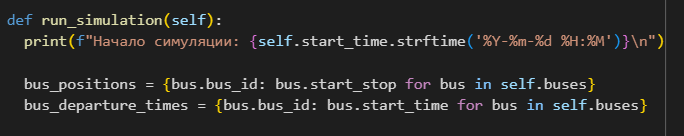 def run_simulation(self):
print(f"Начало симуляции: {self.start_time.strftime('%Y-%m-%d %H:%M')}\n")
bus_positions = {bus.bus_id: bus.start_stop for bus in self.buses}
bus_departure_times = {bus.bus_id: bus.start_time for bus in self.buses}